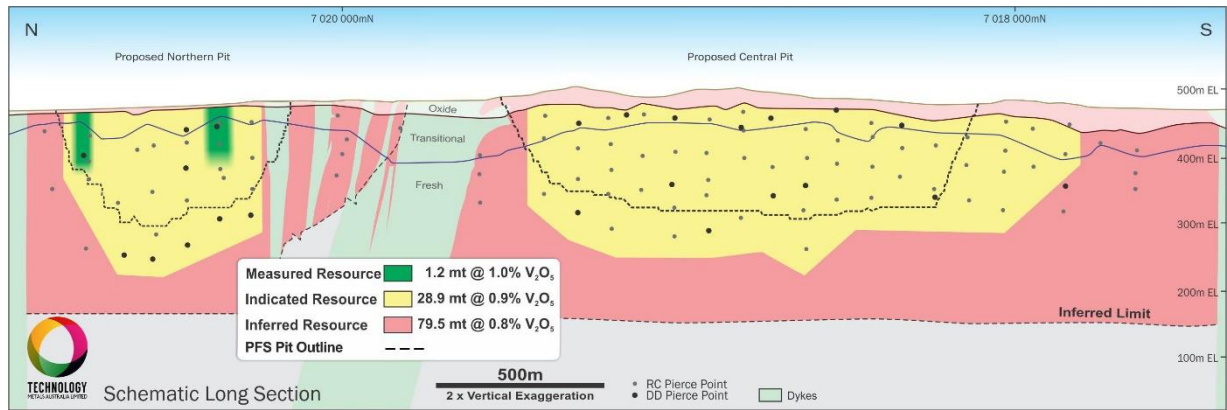 7 020 000mN
7 018 000mN
N
S
Proposed Northern Pit
Proposed Central Pit
500m EL
Oxide
Transitional
400m EL
Fresh
300m EL
Measured Resource 1.2 mt @ 1.0% V₂O₅
Indicated Resource 28.9 mt @ 0.9% V₂O₅
Inferred Resource 79.5 mt @ 0.8% V₂O₅
PFS Pit Outline
200m EL
Inferred Limit
100m EL
TECHNOLOGY
METALS AUSTRALIA LIMITED
Schematic Long Section
500m
2 x Vertical Exaggeration
RC Pierce Point
DD Pierce Point
Dykes